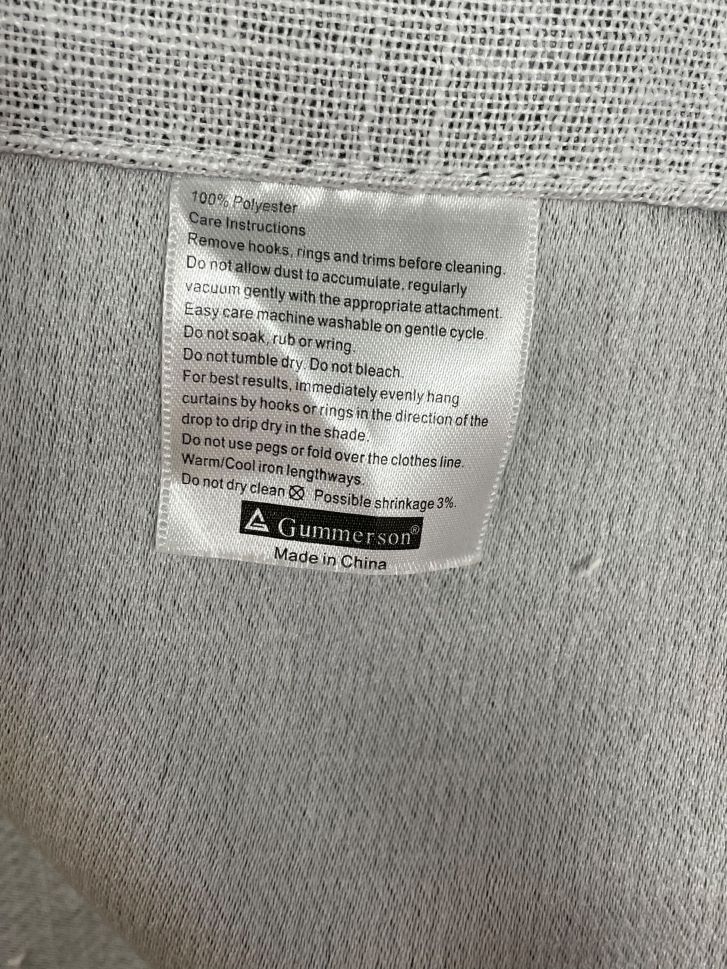 100% Polyester
Care Instructions
Remove hooks, rings and trims before cleaning.
Do not allow dust to accumulate, regularly
vacuum gently with the appropriate attachment.
Easy care machine washable on gentle cycle.
Do not soak, rub or wring.
Do not tumble dry. Do not bleach.
For best results, immediately evenly hang
curtains by hooks or rings in the direction of the
drop to drip dry in the shade.
Do not use pegs or fold over the clothes line.
Warm/Cool iron lengthways.
Do not dry clean Possible shrinkage 3%.
Gummerson®
Made in China